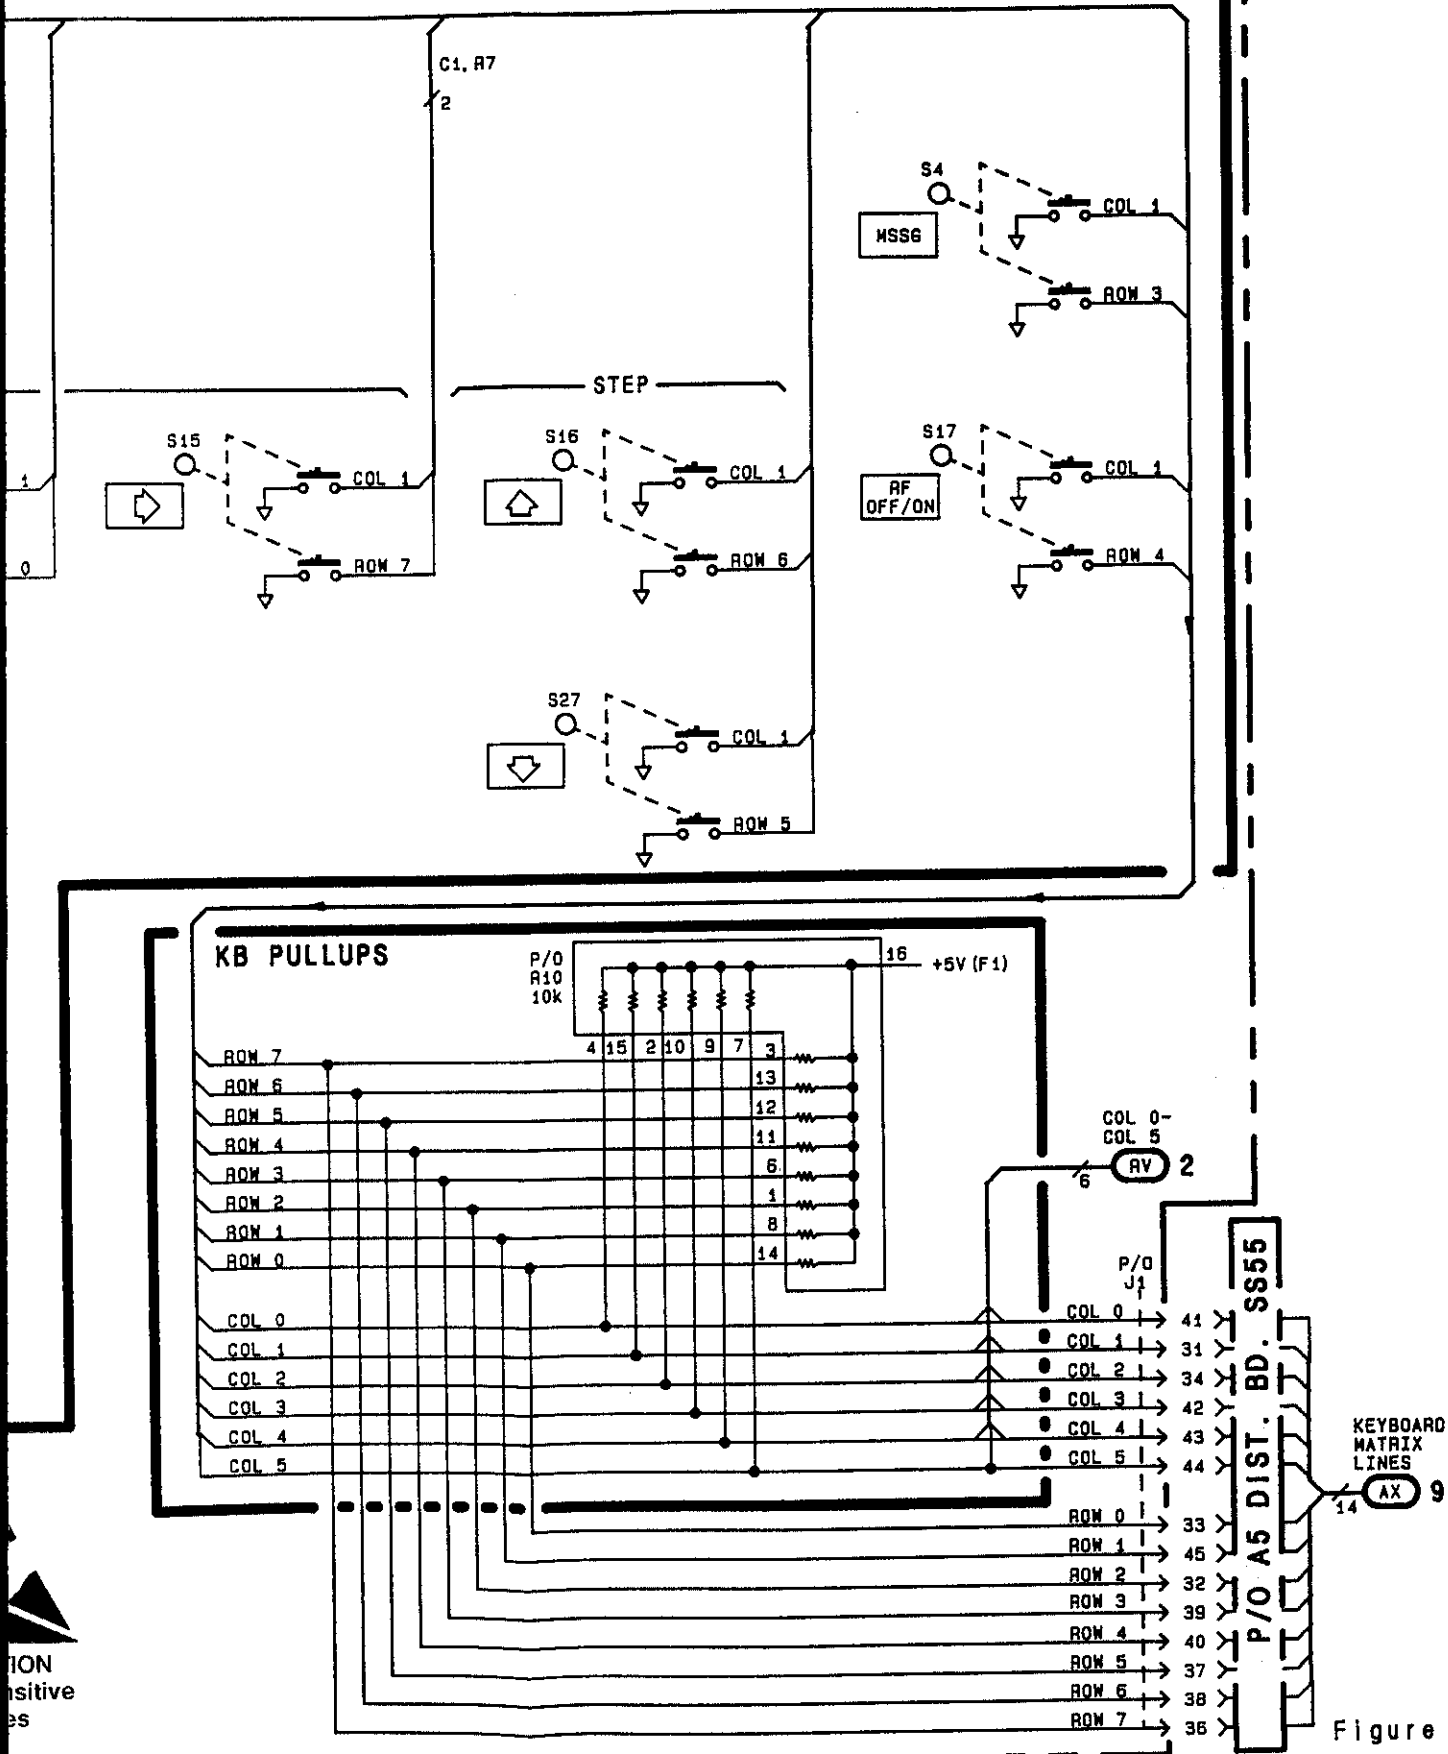 C1, R7
2
S4
COL 1
MSSG
ROW 3
STEP
S15
COL 1
ROW 7
S16
COL 1
ROW 6
S17
COL 1
RF
OFF/ON
ROW 4
1
0
S27
COL 1
ROW 5
KB PULLUPS
P/O
R10
10k
16
+5V (F1)
4 15 2 10 9 7 3
13
12
11
6
1
8
14
ROW 7
ROW 6
ROW 5
ROW 4
ROW 3
ROW 2
ROW 1
ROW 0
COL 0
COL 1
COL 2
COL 3
COL 4
COL 5
COL 0-
COL 5
6
AV 2
P/O
J1
COL 0 41
COL 1 31
COL 2 34
COL 3 42
COL 4 43
COL 5 44
ROW 0 33
ROW 1 45
ROW 2 32
ROW 3 39
ROW 4 40
ROW 5 37
ROW 6 38
ROW 7 36
P/O A5 DIST. BD. SS55
KEYBOARD
MATRIX
LINES
14
AX 9
ION
nsitive
es
Figure